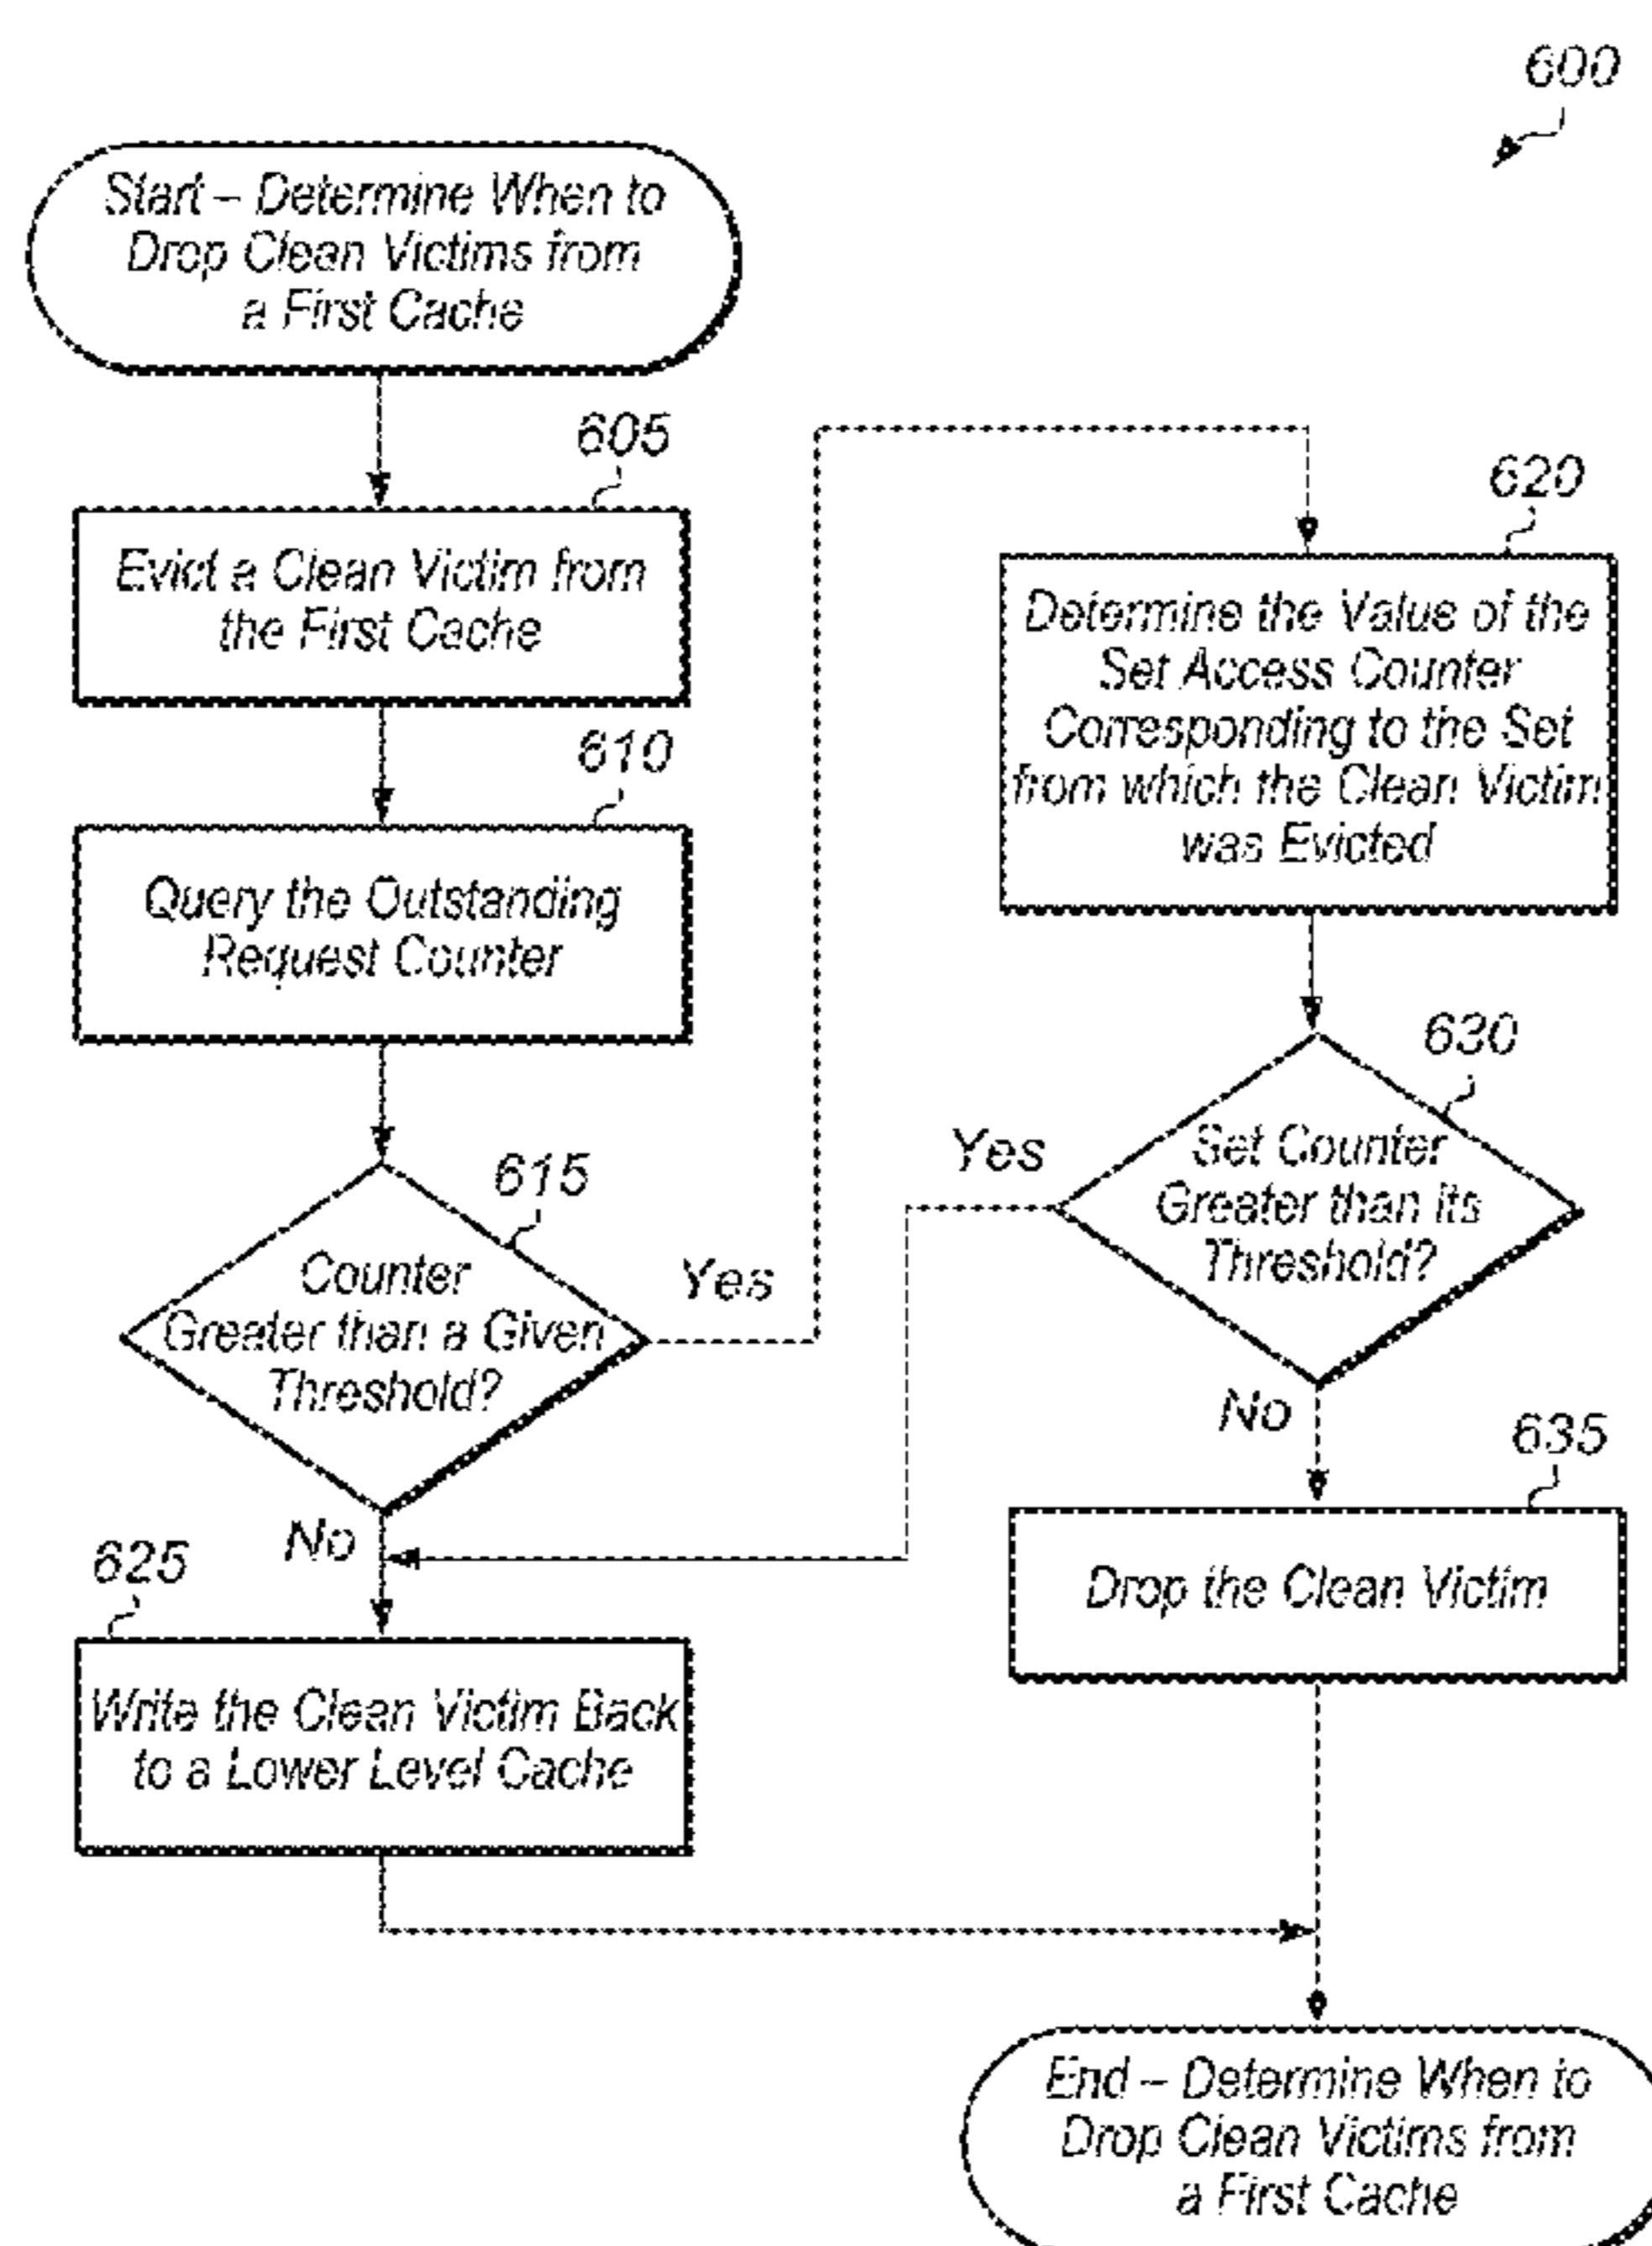 600
Start – Determine When to
Drop Clean Victims from
a First Cache
605
Evict a Clean Victim from
the First Cache
610
Query the Outstanding
Request Counter
615
Counter
Greater than a Given
Threshold?
Yes
No
620
Determine the Value of the
Set Access Counter
Corresponding to the Set
from which the Clean Victim
was Evicted
630
Set Counter
Greater than its
Threshold?
Yes
No
625
Write the Clean Victim Back
to a Lower Level Cache
635
Drop the Clean Victim
End – Determine When to
Drop Clean Victims from
a First Cache